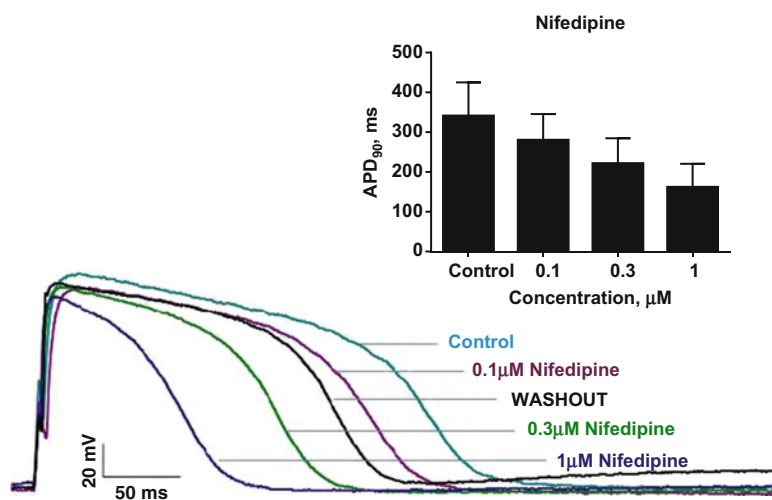 Nifedipine
500
400
300
200
100
0
APD90, ms
Control 0.1 0.3 1
Concentration, μM
Control
0.1μM Nifedipine
WASHOUT
0.3μM Nifedipine
1μM Nifedipine
20 mV
50 ms